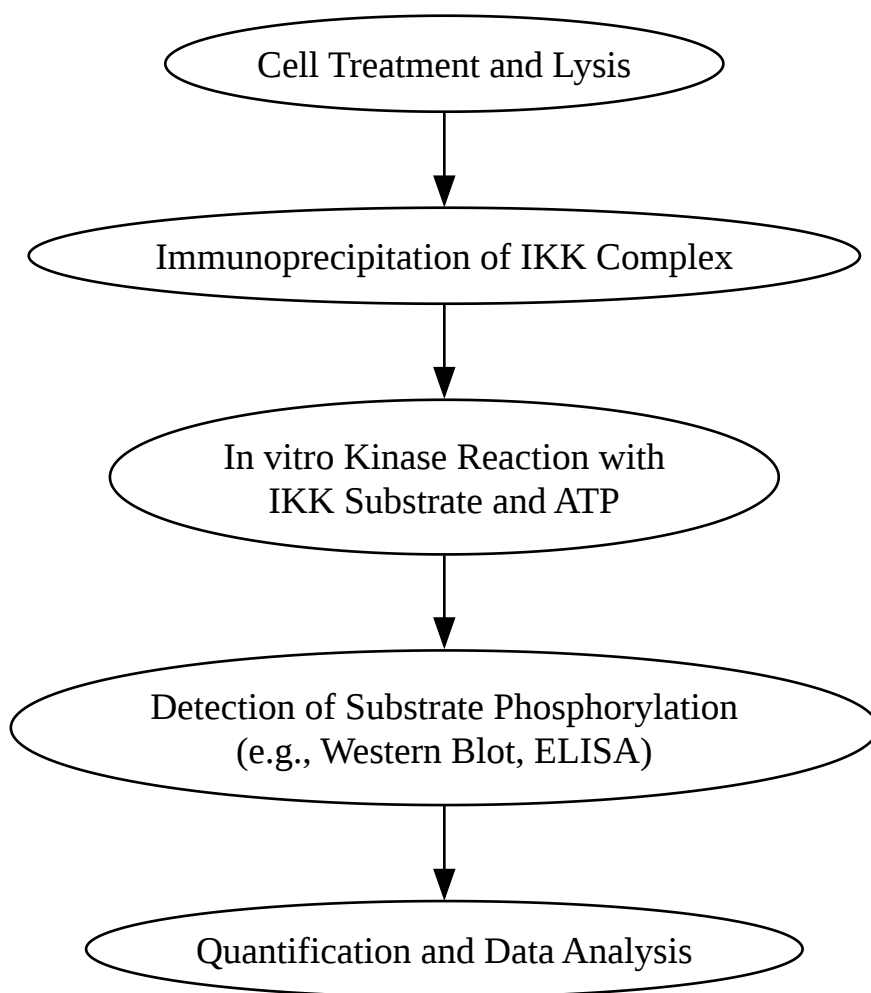 Cell Treatment and Lysis
Immunoprecipitation of IKK Complex
In vitro Kinase Reaction with
IKK Substrate and ATP
Detection of Substrate Phosphorylation
(e.g., Western Blot, ELISA)
Quantification and Data Analysis